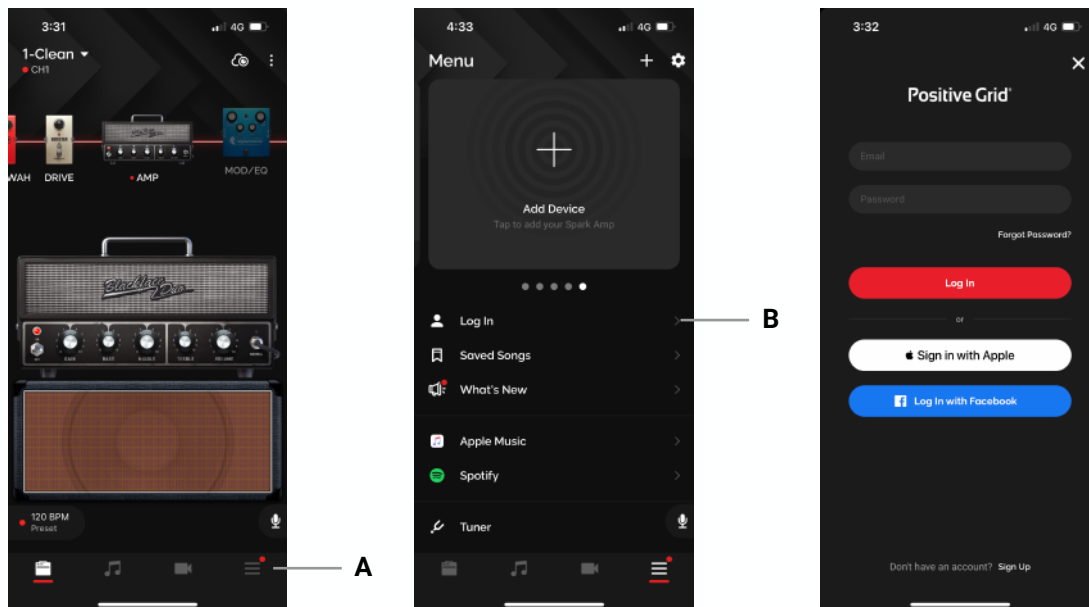 3:31
4G
1-Clean
CH1
WAH
DRIVE
AMP
MOD/EQ
120 BPM
Preset
A
4:33
4G
Menu
Add Device
Tap to add your Spark Amp
Log In
B
Saved Songs
What's New
Apple Music
Spotify
Tuner
3:32
4G
Positive Grid
Email
Password
Forgot Password?
Log In
or
Sign in with Apple
Log In with Facebook
Don't have an account? Sign Up